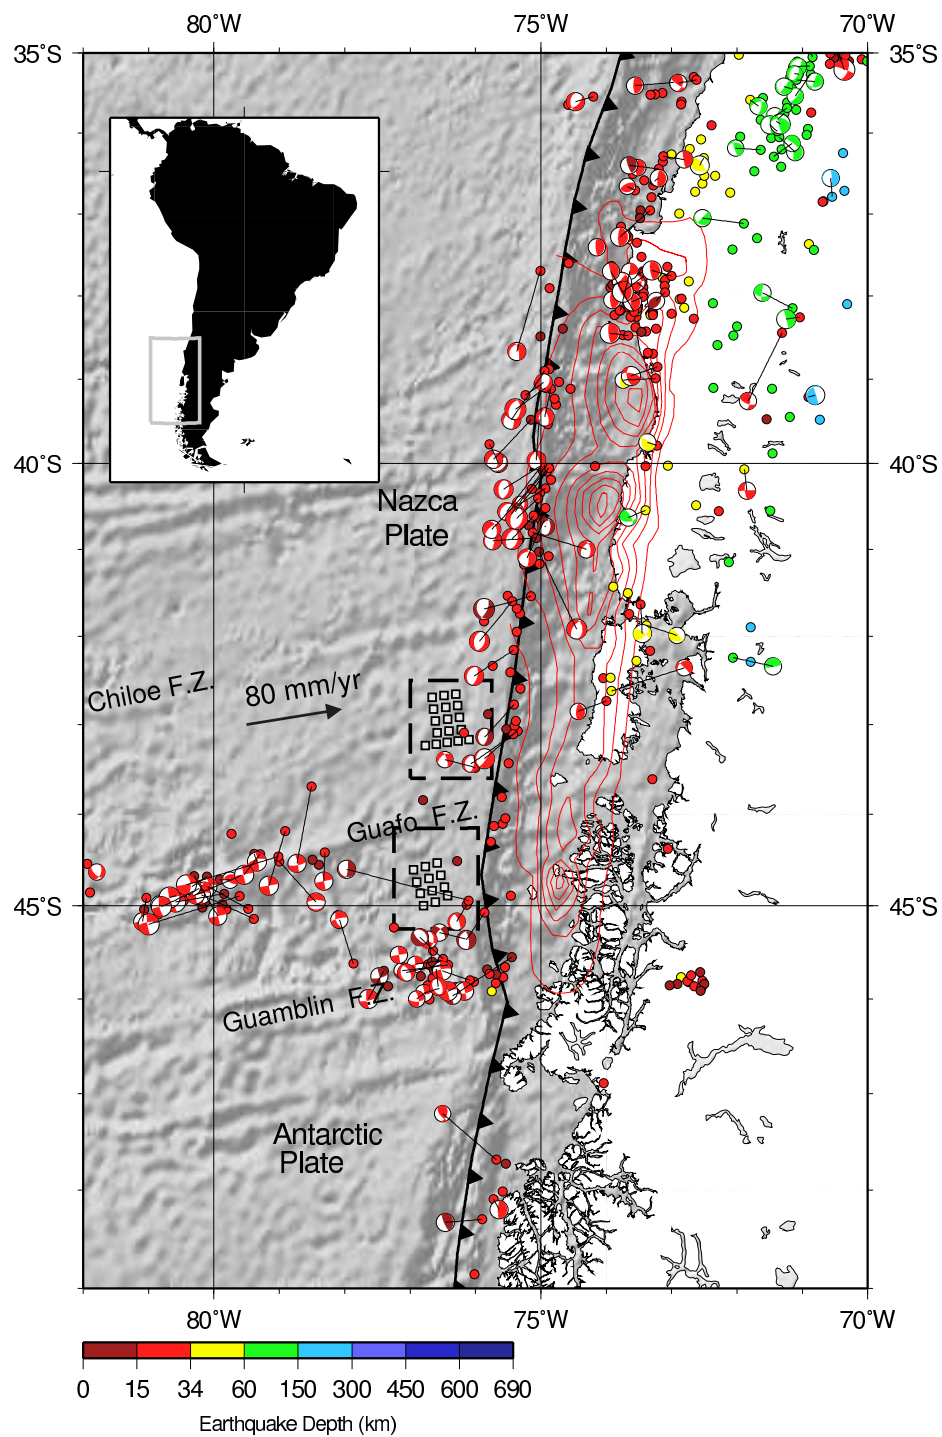 80˚W 75˚W 70˚W
35˚S 35˚S
40˚S 40˚S
Nazca
Plate
Chiloe F.Z.
80 mm/yr
Guafo F.Z.
45˚S 45˚S
Guamblin F.Z.
Antarctic
Plate
80˚W 75˚W 70˚W
0 15 34 60 150 300 450 600 690
Earthquake Depth (km)